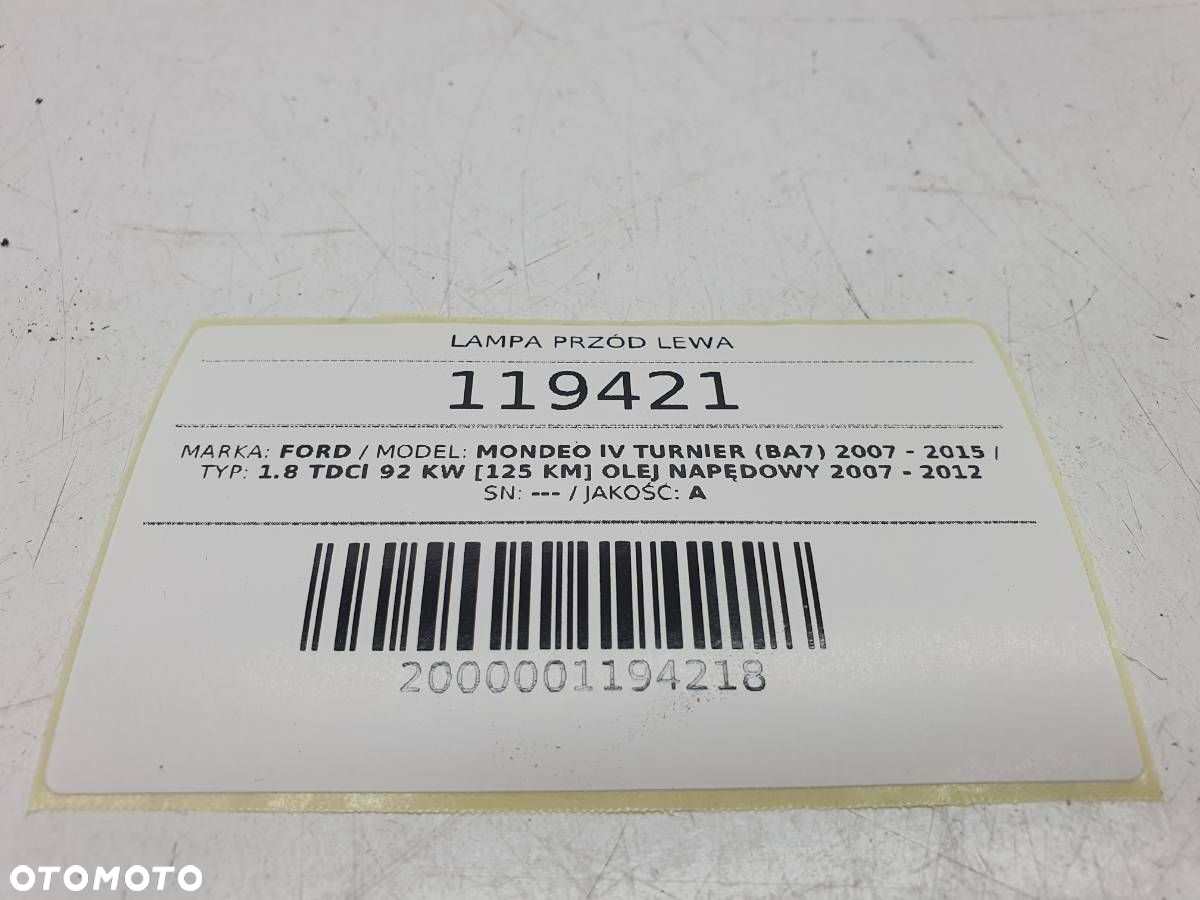 LAMPA PRZÓD LEWA
119421
MARKA: FORD / MODEL: MONDEO IV TURNIER (BA7) 2007 - 2015 /
TYP: 1.8 TDCI 92 KW [125 KM] OLEJ NAPĘDOWY 2007 - 2012
SN: --- / JAKOŚĆ: A
2000001194218
OTOMOTO